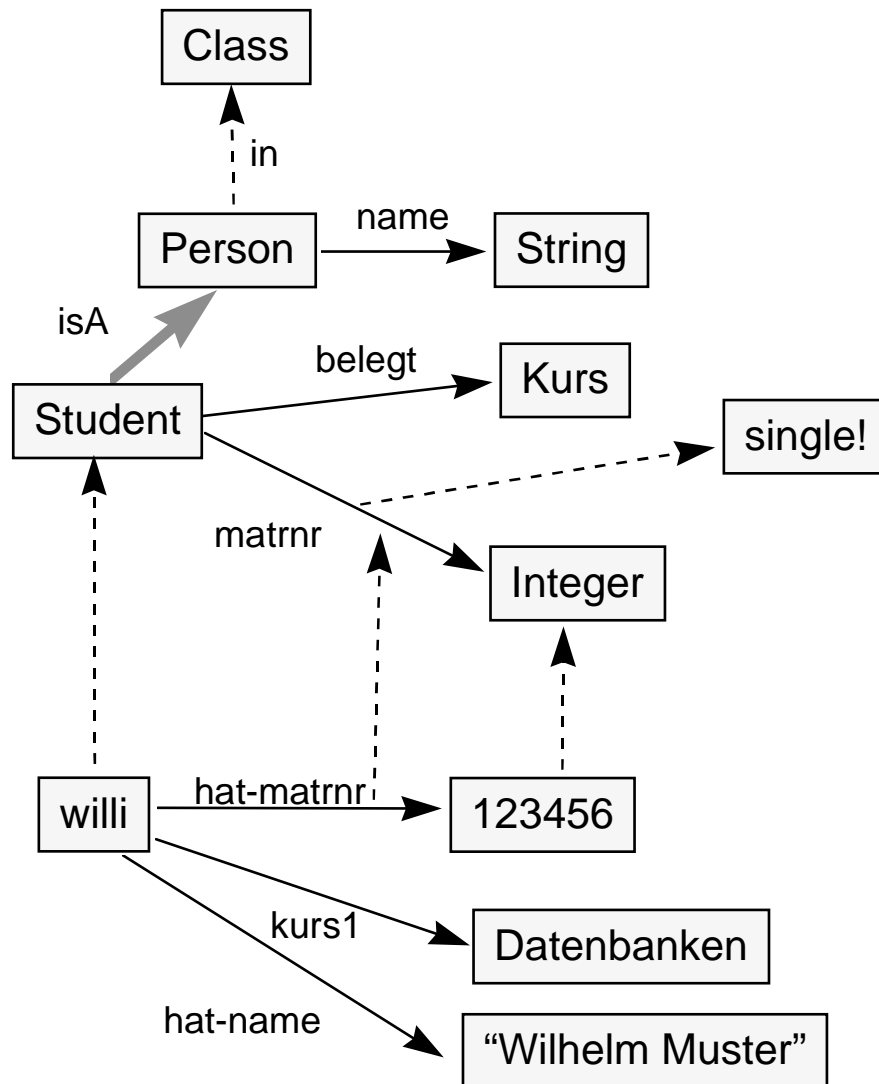 Class
in
Person
name
String
isA
belegt
Kurs
Student
single!
matrnr
Integer
willi
hat-matrnr
123456
kurs1
Datenbanken
hat-name
“Wilhelm Muster”